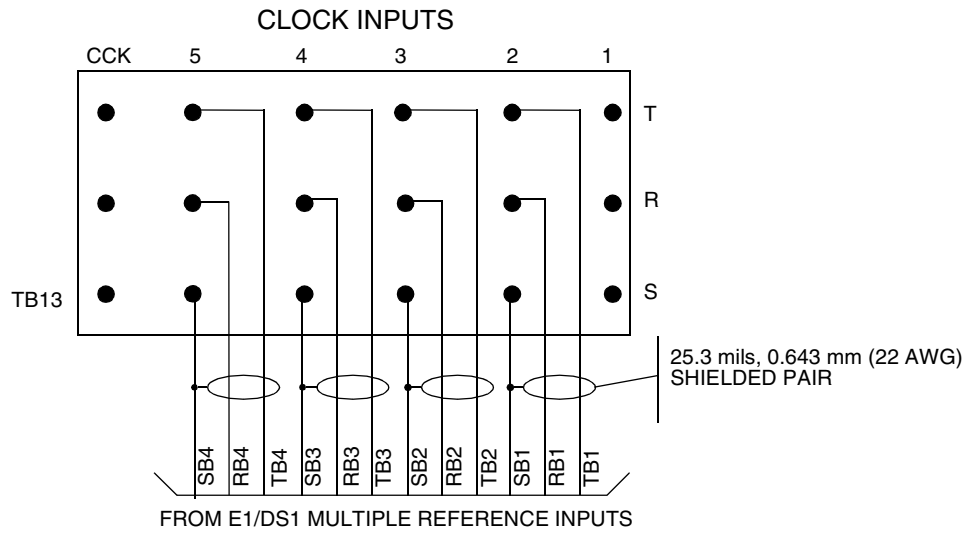 CLOCK INPUTS
CCK 5 4 3 2 1
T
R
S
TB13
25.3 mils, 0.643 mm (22 AWG)
SHIELDED PAIR
SB4 RB4 TB4 SB3 RB3 TB3 SB2 RB2 TB2 SB1 RB1 TB1
FROM E1/DS1 MULTIPLE REFERENCE INPUTS